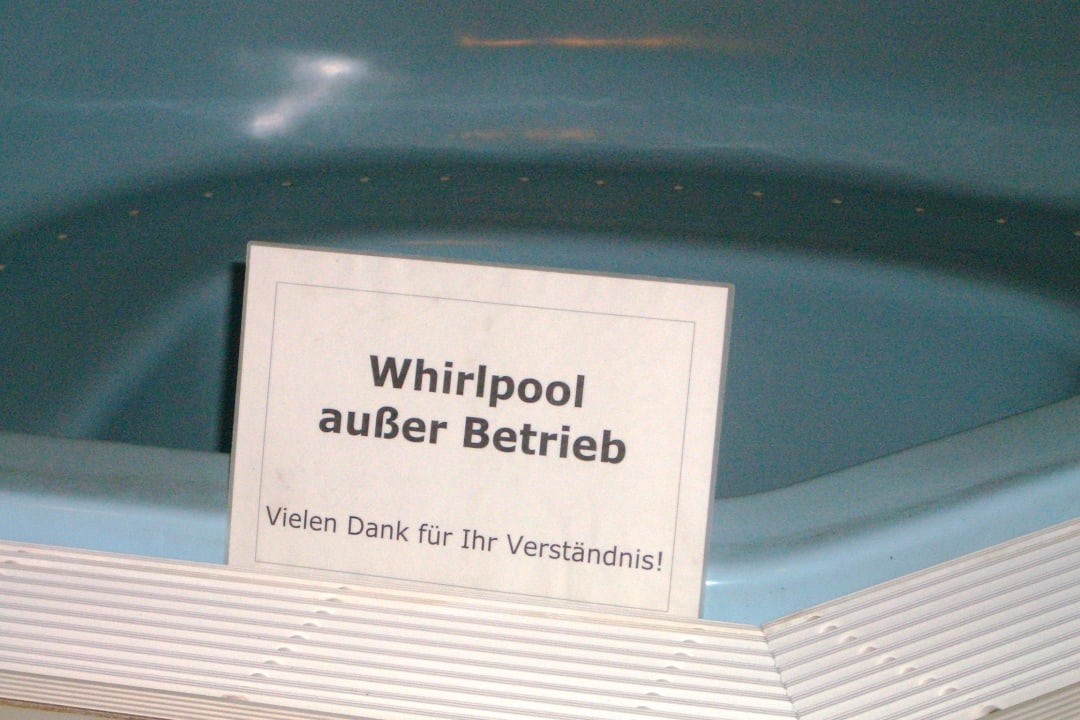 Whirlpool
außer Betrieb
Vielen Dank für Ihr Verständnis!